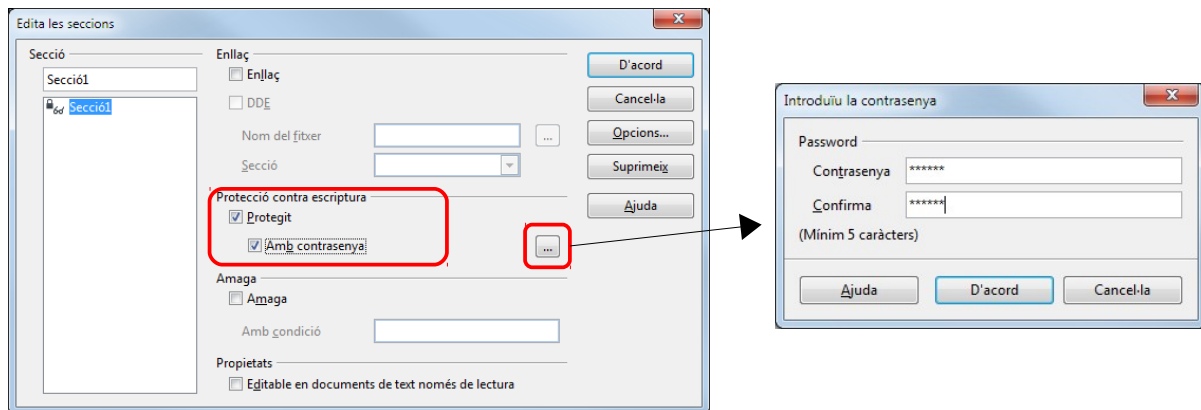 Edita les seccions
Secció
Secció1
Secció1
Enllaç
Enllaç
DDE
Nom del fitxer
...
Secció
Protecció contra escriptura
Protegit
Amb contrasenya
...
Amaga
Amaga
Amb condició
Propietats
Editable en documents de text només de lectura
D'acord
Cancel·la
Opcions...
Suprimeix
Ajuda
Introduïu la contrasenya
Password
Contrasenya ******
Confirma ******
(Mínim 5 caràcters)
Ajuda D'acord Cancel·la